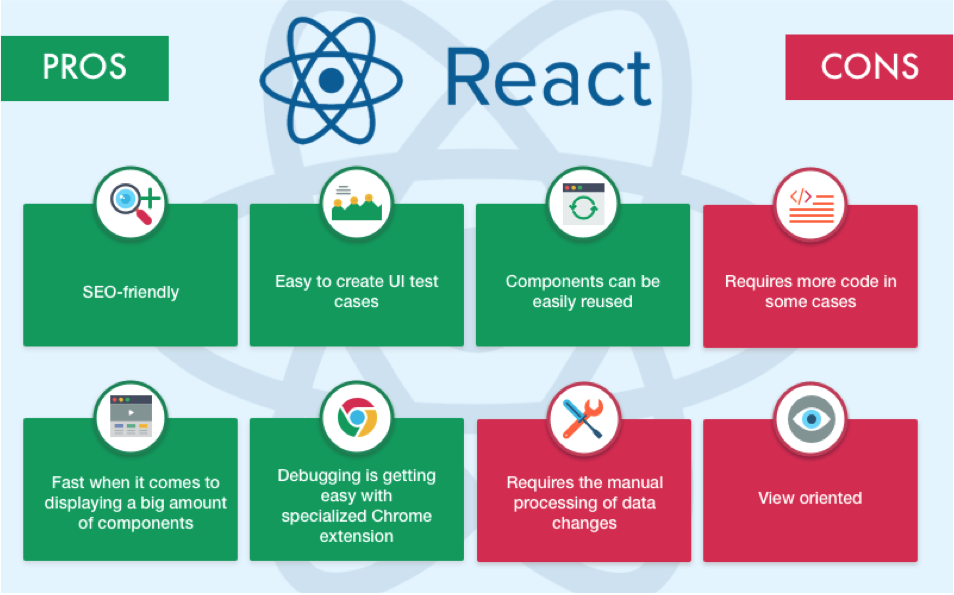 PROS
React
CONS
SEO-friendly
Easy to create UI test
cases
Components can be
easily reused
Requires more code in
some cases
Fast when it comes to
displaying a big amount
of components
Debugging is getting
easy with
specialized Chrome
extension
Requires the manual
processing of data
changes
View oriented